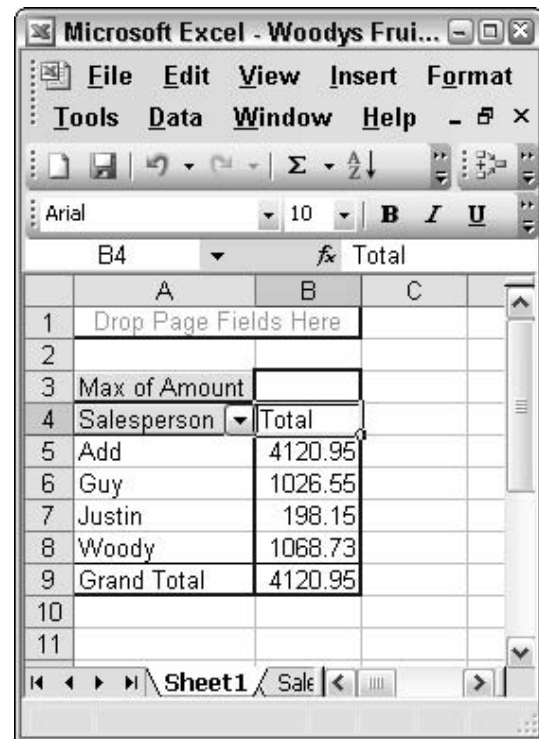 Microsoft Excel - Woodys Frui...
File Edit View Insert Format
Tools Data Window Help
Arial 10 B I U
B4 fx Total
A B C
1 Drop Page Fields Here
2
3 Max of Amount
4 Salesperson Total
5 Add 4120.95
6 Guy 1026.55
7 Justin 198.15
8 Woody 1068.73
9 Grand Total 4120.95
10
11
Sheet1 Sale